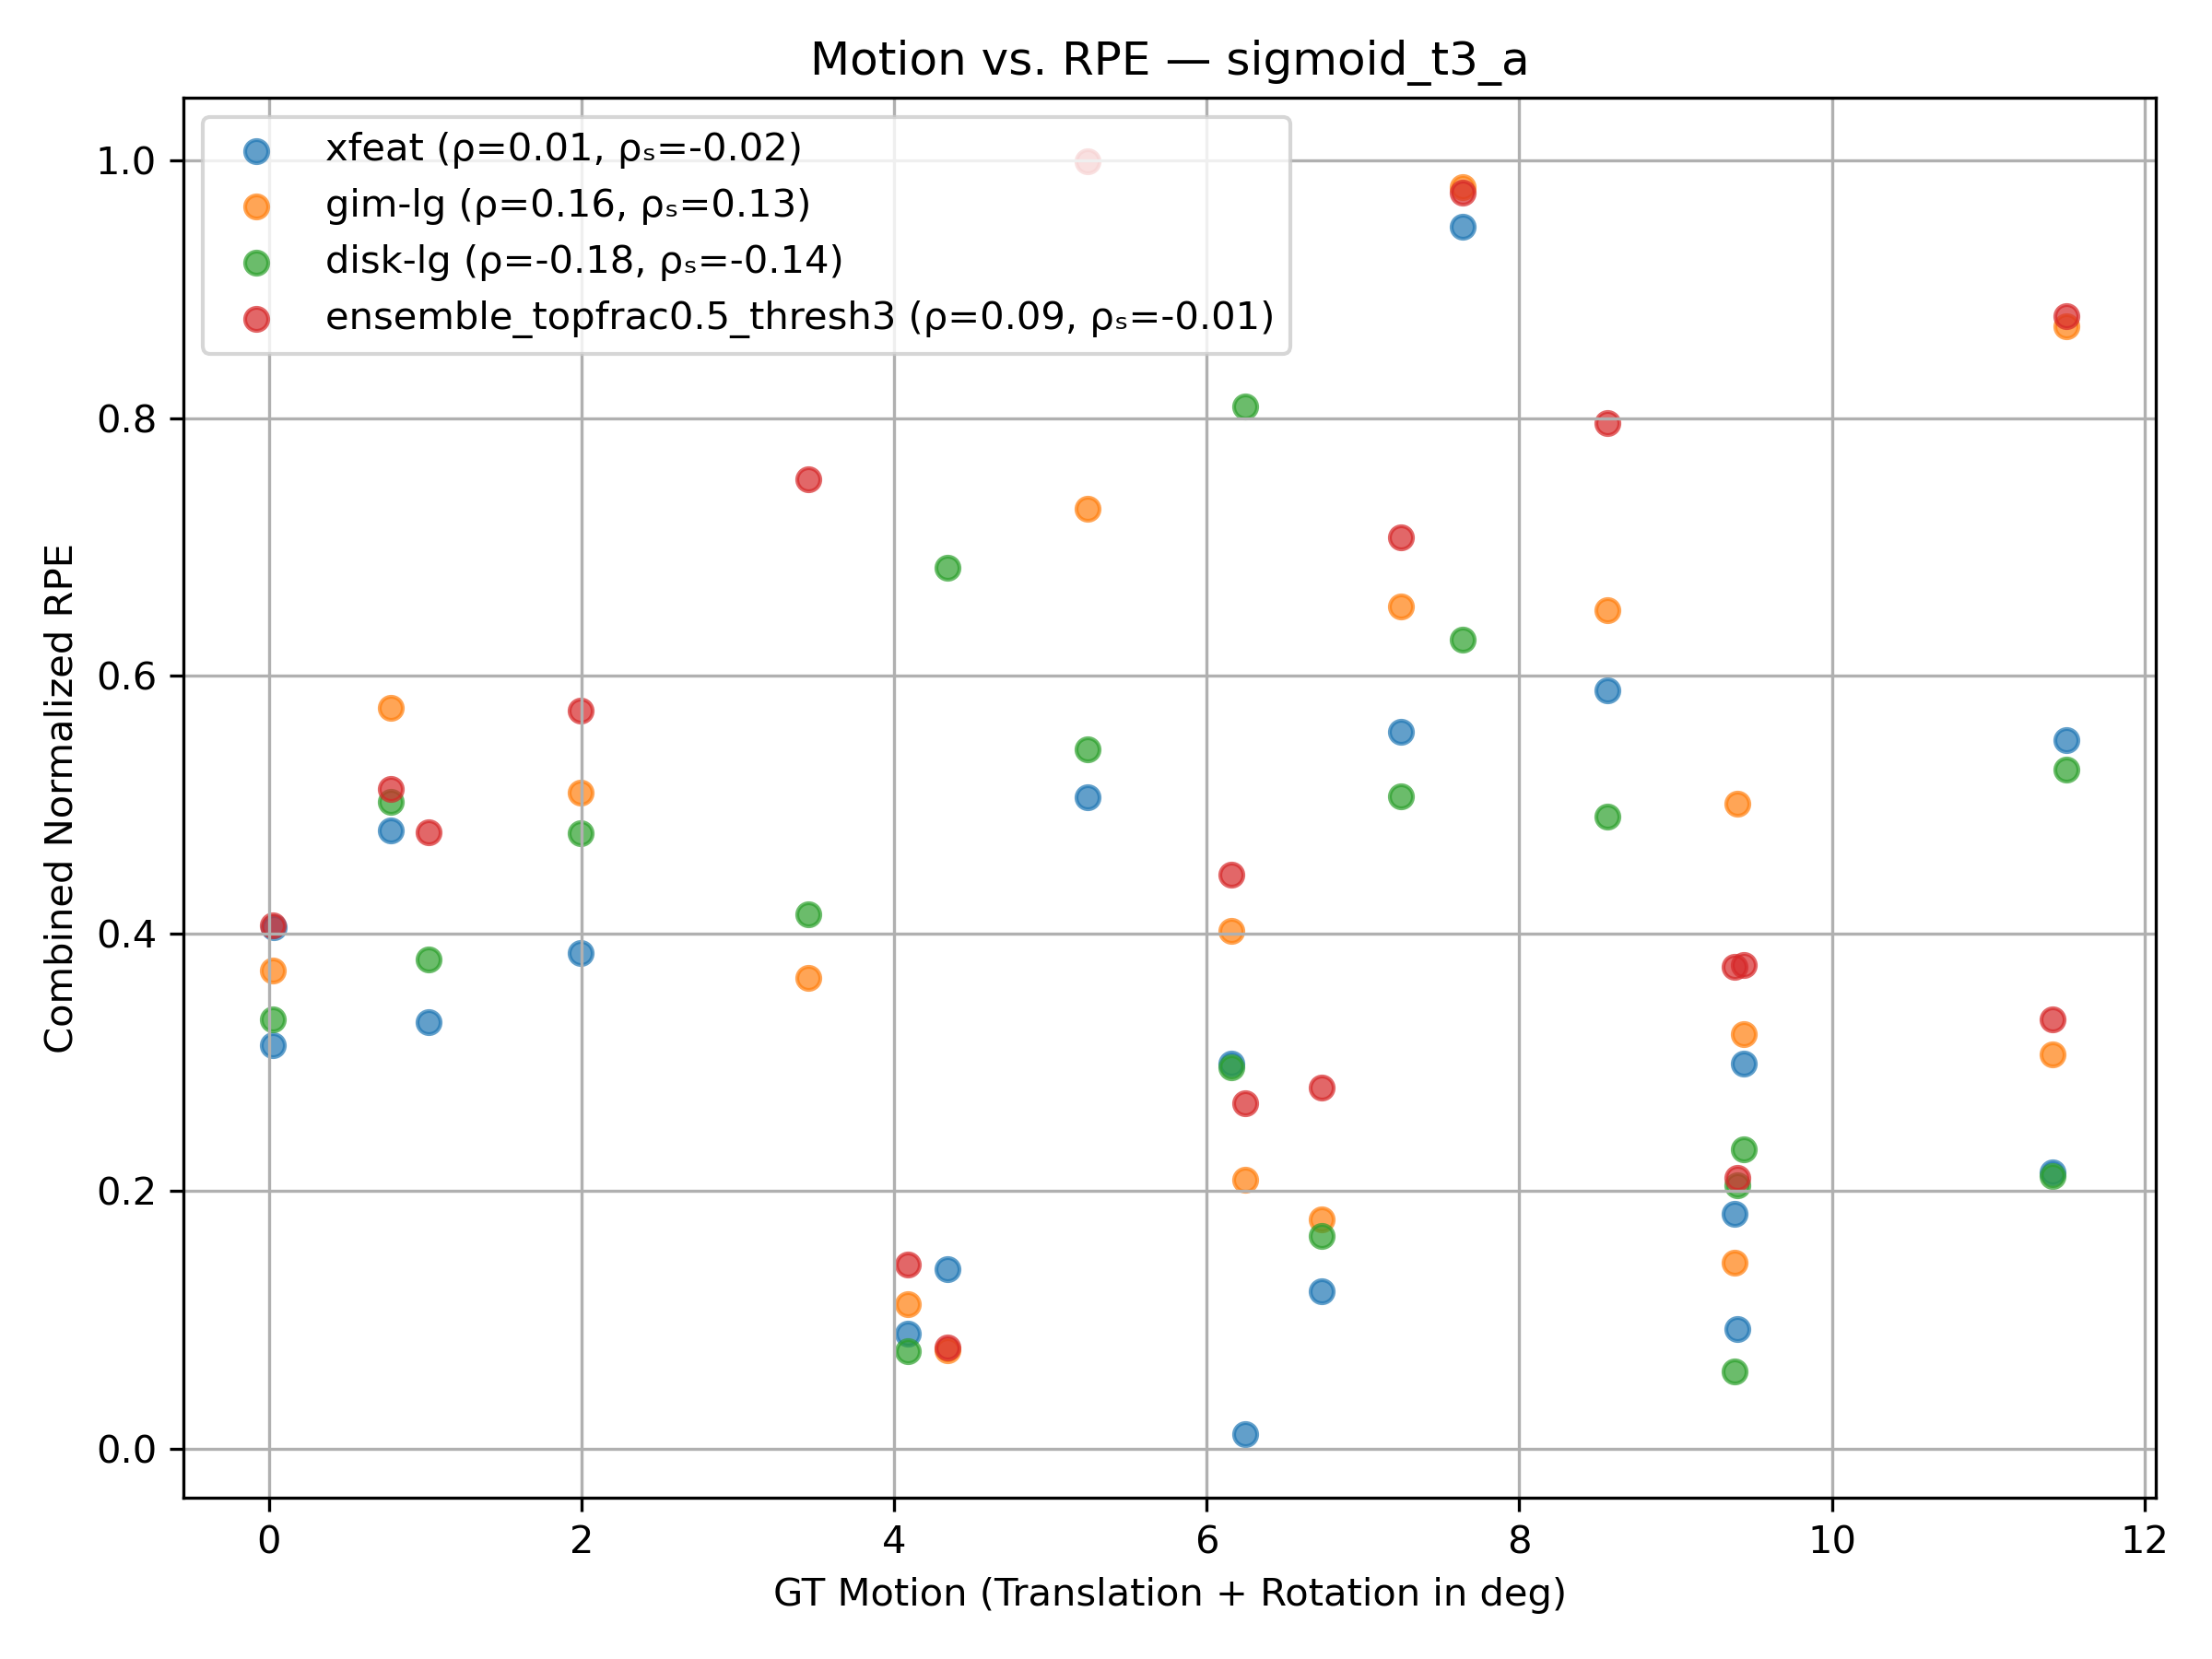 Motion vs. RPE — sigmoid_t3_a
xfeat (ρ=0.01, ρₛ=-0.02)
gim-lg (ρ=0.16, ρₛ=0.13)
disk-lg (ρ=-0.18, ρₛ=-0.14)
ensemble_topfrac0.5_thresh3 (ρ=0.09, ρₛ=-0.01)
Combined Normalized RPE
1.0
0.8
0.6
0.4
0.2
0.0
0 2 4 6 8 10 12
GT Motion (Translation + Rotation in deg)